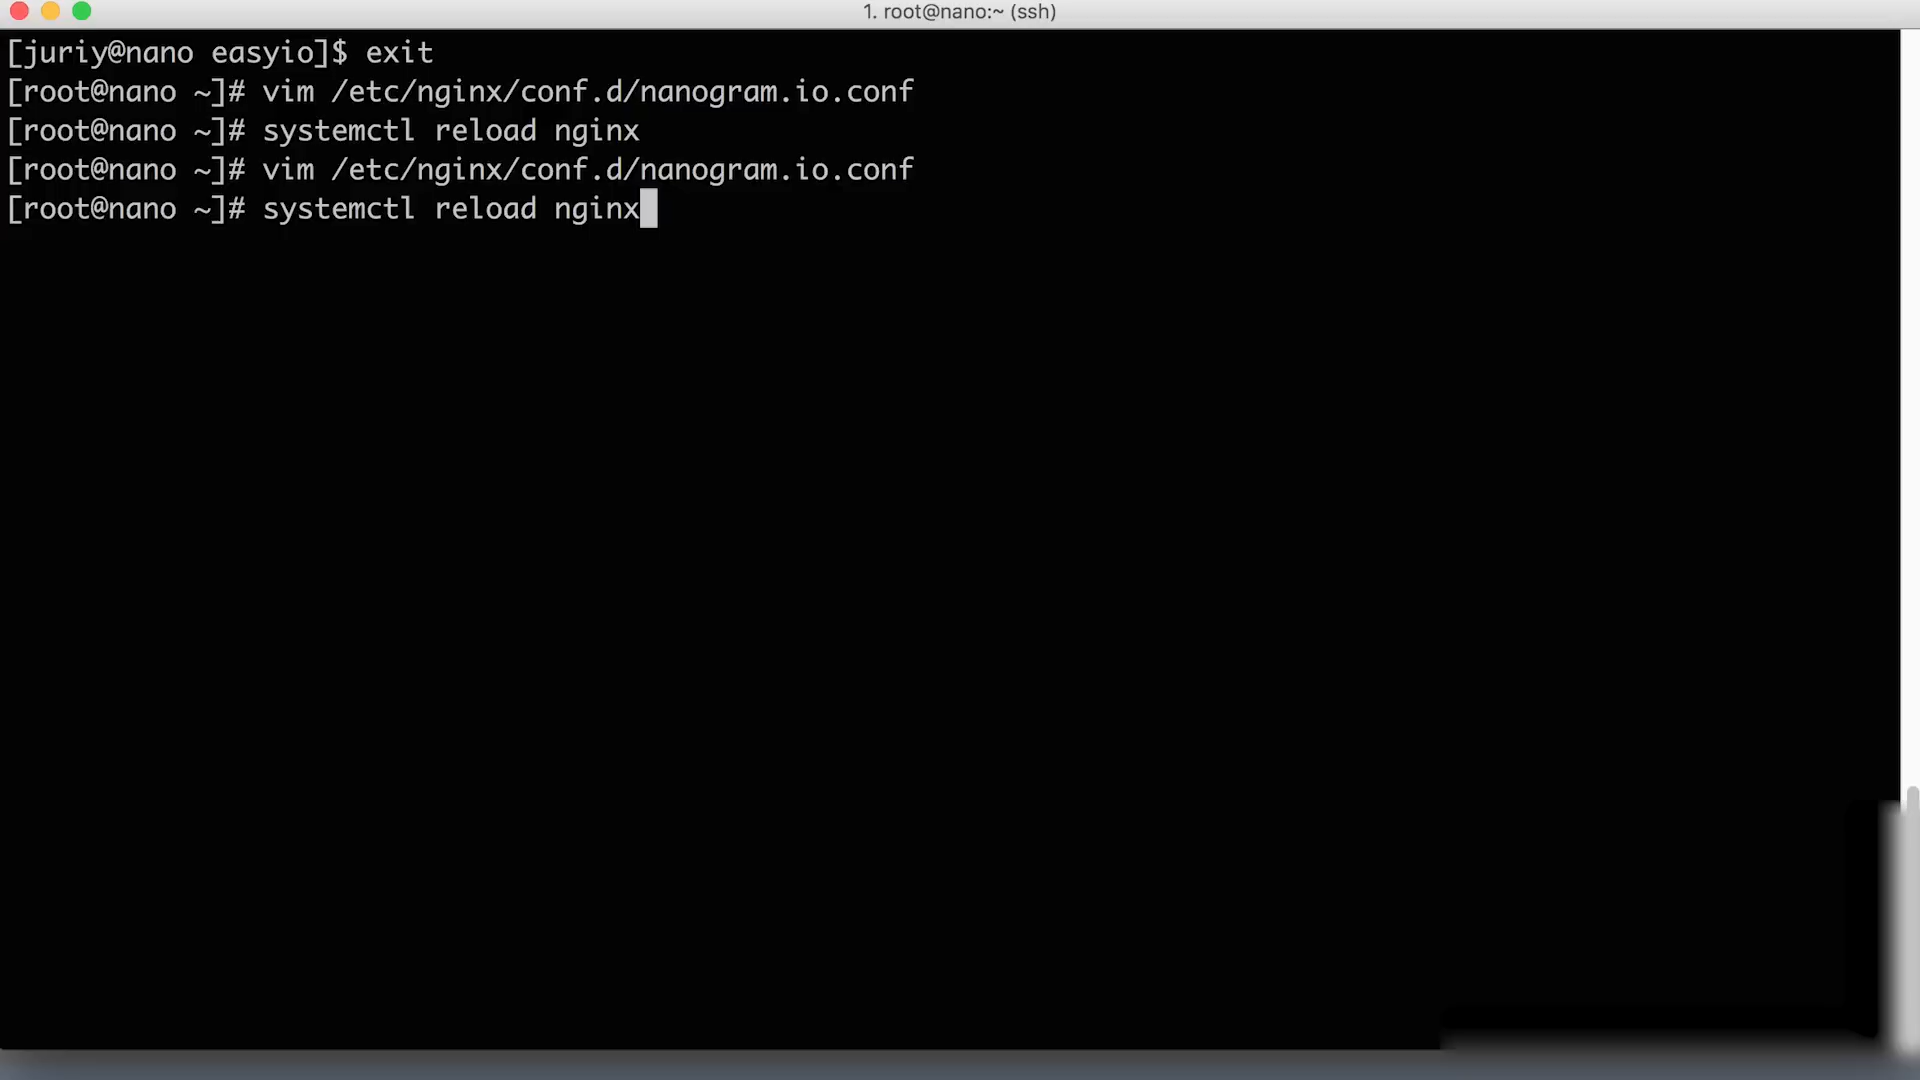 1. root@nano:~ (ssh)
[juriy@nano easyio]$ exit
[root@nano ~]# vim /etc/nginx/conf.d/nanogram.io.conf
[root@nano ~]# systemctl reload nginx
[root@nano ~]# vim /etc/nginx/conf.d/nanogram.io.conf
[root@nano ~]# systemctl reload nginx